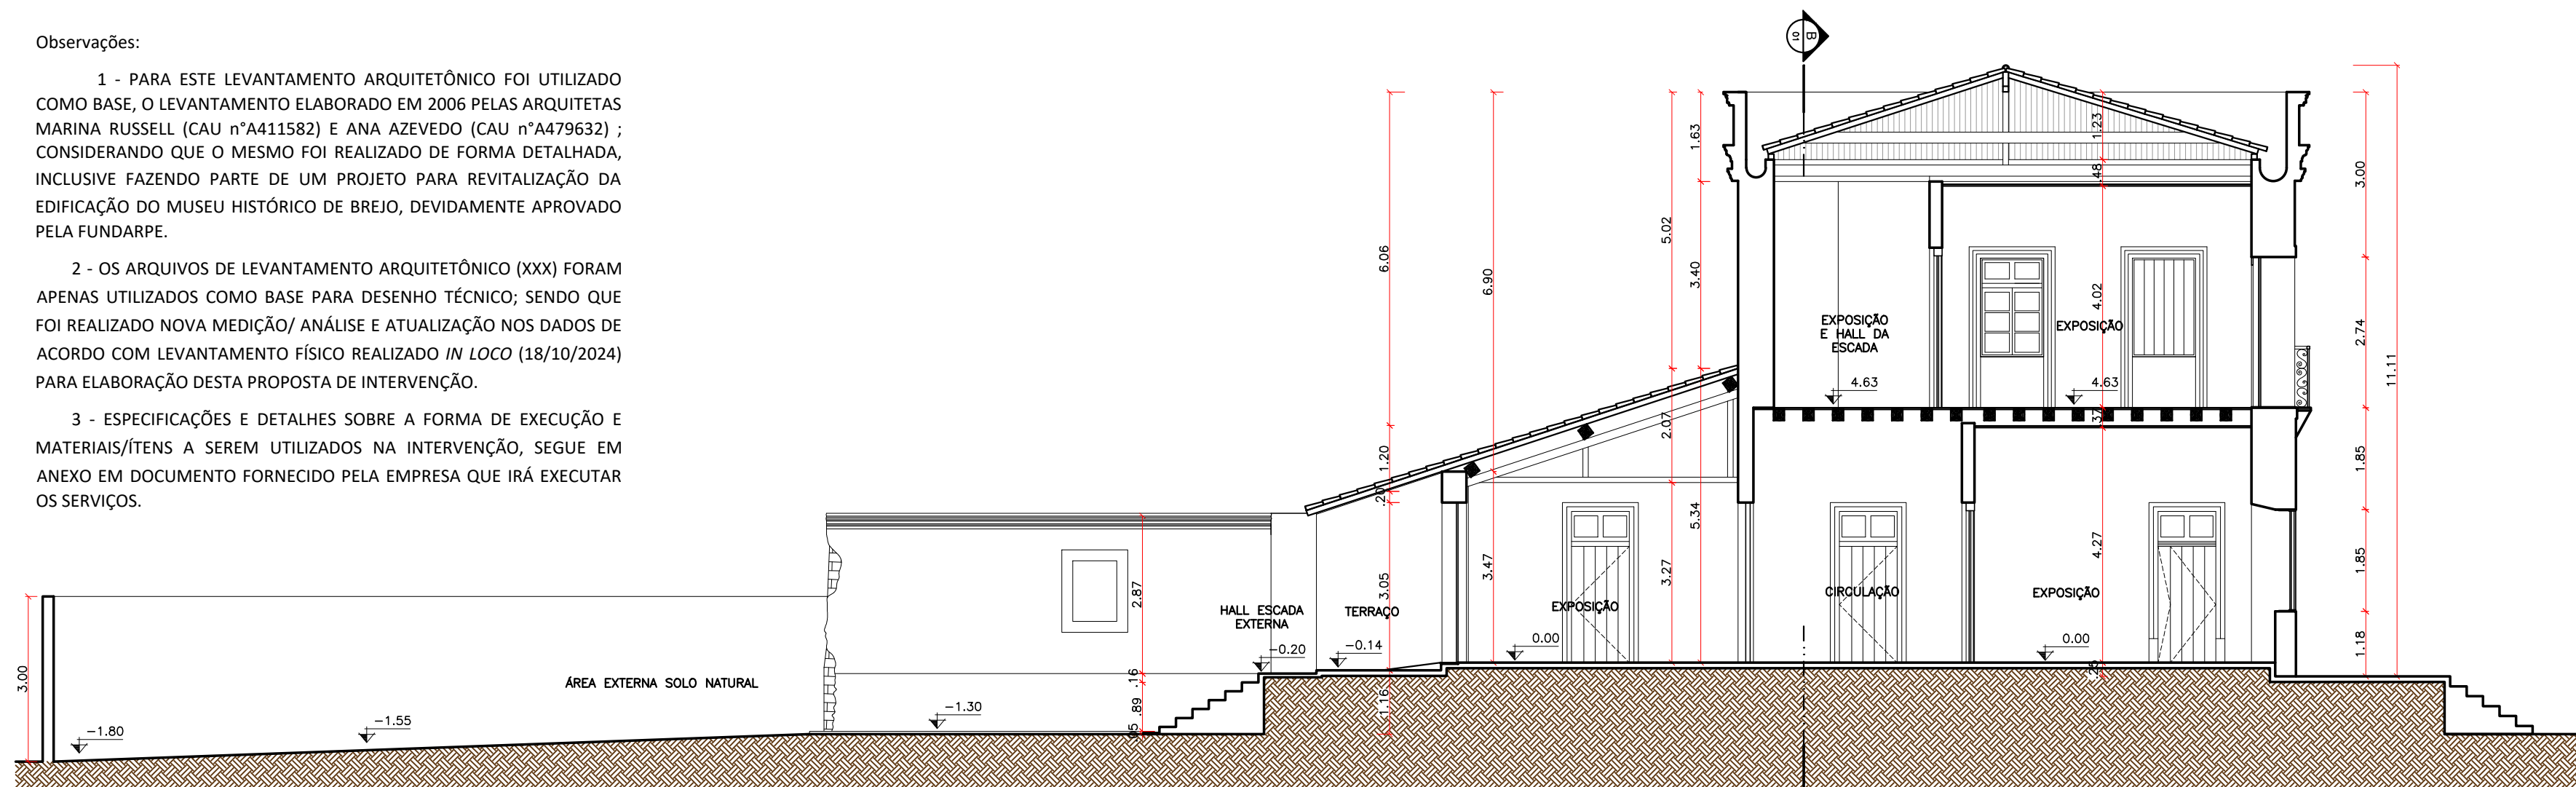 Observações:
1 - PARA ESTE LEVANTAMENTO ARQUITETÔNICO FOI UTILIZADO
COMO BASE, O LEVANTAMENTO ELABORADO EM 2006 PELAS ARQUITETAS
MARINA RUSSELL (CAU n°A411582) E ANA AZEVEDO (CAU n°A479632) ;
CONSIDERANDO QUE O MESMO FOI REALIZADO DE FORMA DETALHADA,
INCLUSIVE FAZENDO PARTE DE UM PROJETO PARA REVITALIZAÇÃO DA
EDIFICAÇÃO DO MUSEU HISTÓRICO DE BREJO, DEVIDAMENTE APROVADO
PELA FUNDARPE.
2 - OS ARQUIVOS DE LEVANTAMENTO ARQUITETÔNICO (XXX) FORAM
APENAS UTILIZADOS COMO BASE PARA DESENHO TÉCNICO; SENDO QUE
FOI REALIZADO NOVA MEDIÇÃO/ ANÁLISE E ATUALIZAÇÃO NOS DADOS DE
ACORDO COM LEVANTAMENTO FÍSICO REALIZADO IN LOCO (18/10/2024)
PARA ELABORAÇÃO DESTA PROPOSTA DE INTERVENÇÃO.
3 - ESPECIFICAÇÕES E DETALHES SOBRE A FORMA DE EXECUÇÃO E
MATERIAIS/ÍTENS A SEREM UTILIZADOS NA INTERVENÇÃO, SEGUE EM
ANEXO EM DOCUMENTO FORNECIDO PELA EMPRESA QUE IRÁ EXECUTAR
OS SERVIÇOS.
B
01
3.00
-1.80
-1.55
ÁREA EXTERNA SOLO NATURAL
-1.30
2.87
.16
.89
.05
HALL ESCADA
EXTERNA
-0.20
TERRAÇO
-0.14
6.06
1.20
.20
3.05
1.16
6.90
3.47
EXPOSIÇÃO
0.00
5.02
2.07
3.27
1.63
3.40
5.34
EXPOSIÇÃO
E HALL DA
ESCADA
4.63
CIRCULAÇÃO
EXPOSIÇÃO
4.63
EXPOSIÇÃO
0.00
1.23
.48
4.02
.37
4.27
.25
3.00
2.74
1.85
1.85
1.18
11.11